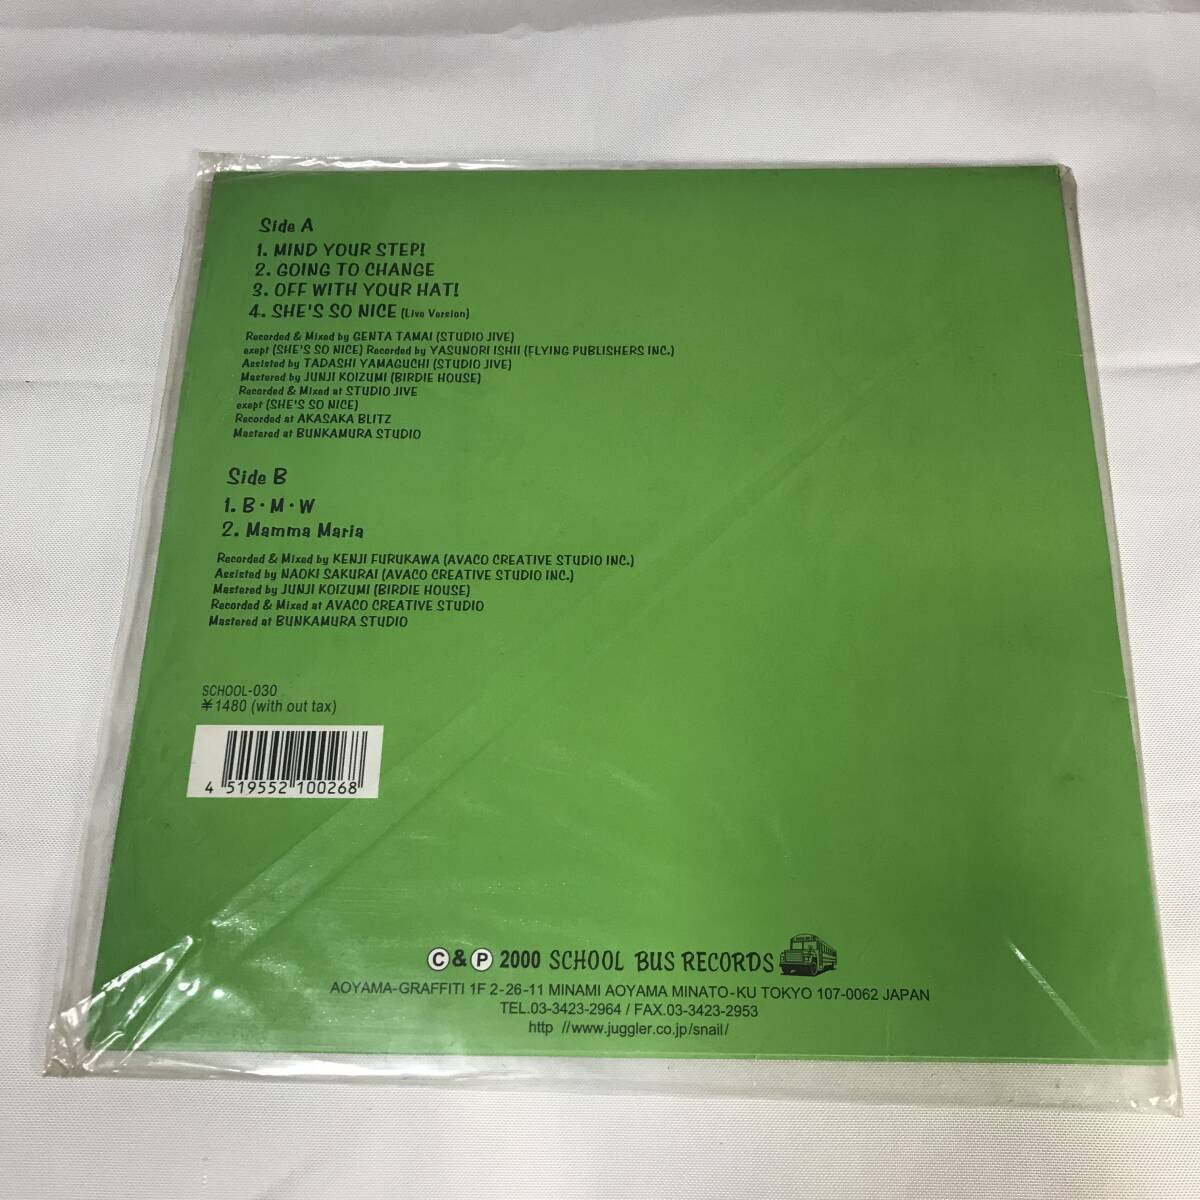 Side A
1. MIND YOUR STEP!
2. GOING TO CHANGE
3. OFF WITH YOUR HAT!
4. SHE'S SO NICE (Live Version)
Recorded & Mixed by GENTA TAMAI (STUDIO JIVE)
exept (SHE'S SO NICE) Recorded by YASUNORI ISHII (FLYING PUBLISHERS INC.)
Assisted by TADASHI YAMAGUCHI (STUDIO JIVE)
Mastered by JUNJI KOIZUMI (BIRDIE HOUSE)
Recorded & Mixed at STUDIO JIVE
exept (SHE'S SO NICE)
Recorded at AKASAKA BLITZ
Mastered at BUNKAMURA STUDIO
Side B
1. B・M・W
2. Mamma Maria
Recorded & Mixed by KENJI FURUKAWA (AVACO CREATIVE STUDIO INC.)
Assisted by NAOKI SAKURAI (AVACO CREATIVE STUDIO INC.)
Mastered by JUNJI KOIZUMI (BIRDIE HOUSE)
Recorded & Mixed at AVACO CREATIVE STUDIO
Mastered at BUNKAMURA STUDIO
SCHOOL-030
¥1480 (with out tax)
4 519552 100268
Ⓒ & Ⓟ 2000 SCHOOL BUS RECORDS
AOYAMA-GRAFFITI 1F 2-26-11 MINAMI AOYAMA MINATO-KU TOKYO 107-0062 JAPAN
TEL.03-3423-2964 / FAX.03-3423-2953
http //www.juggler.co.jp/snail/